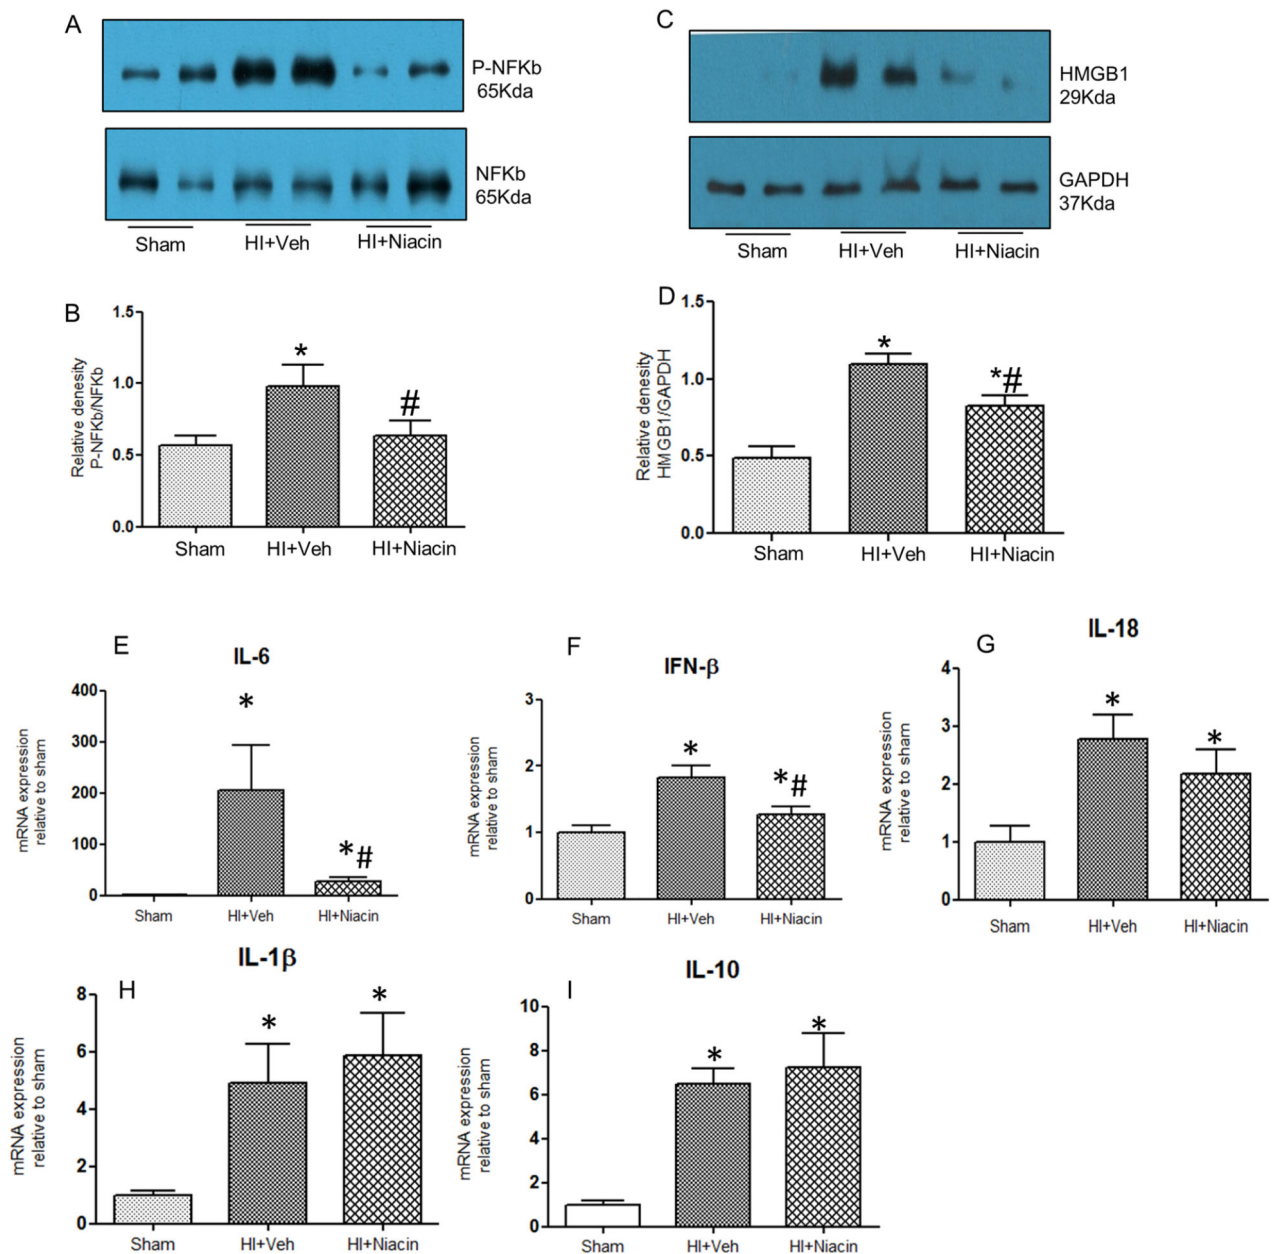 A
P-NFKb
65Kda
NFKb
65Kda
Sham
HI+Veh
HI+Niacin
C
HMGB1
29Kda
GAPDH
37Kda
Sham
HI+Veh
HI+Niacin
B
Relative denesity
P-NFKb/NFKb
1.5
1.0
0.5
0.0
*
#
Sham
HI+Veh
HI+Niacin
D
Relative denesity
HMGB1/GAPDH
1.5
1.0
0.5
0.0
*
*#
Sham
HI+Veh
HI+Niacin
E
IL-6
mRNA expression
relative to sham
400
300
200
100
0
*
*#
Sham
HI+Veh
HI+Niacin
F
IFN-β
mRNA expression
relative to sham
3
2
1
0
*
*#
Sham
HI+Veh
HI+Niacin
G
IL-18
mRNA expression
relative to sham
4
3
2
1
0
*
*
Sham
HI+Veh
HI+Niacin
H
IL-1β
mRNA expression
relative to sham
8
6
4
2
0
*
*
Sham
HI+Veh
HI+Niacin
I
IL-10
mRNA expression
relative to sham
10
8
6
4
2
0
*
*
Sham
HI+Veh
HI+Niacin